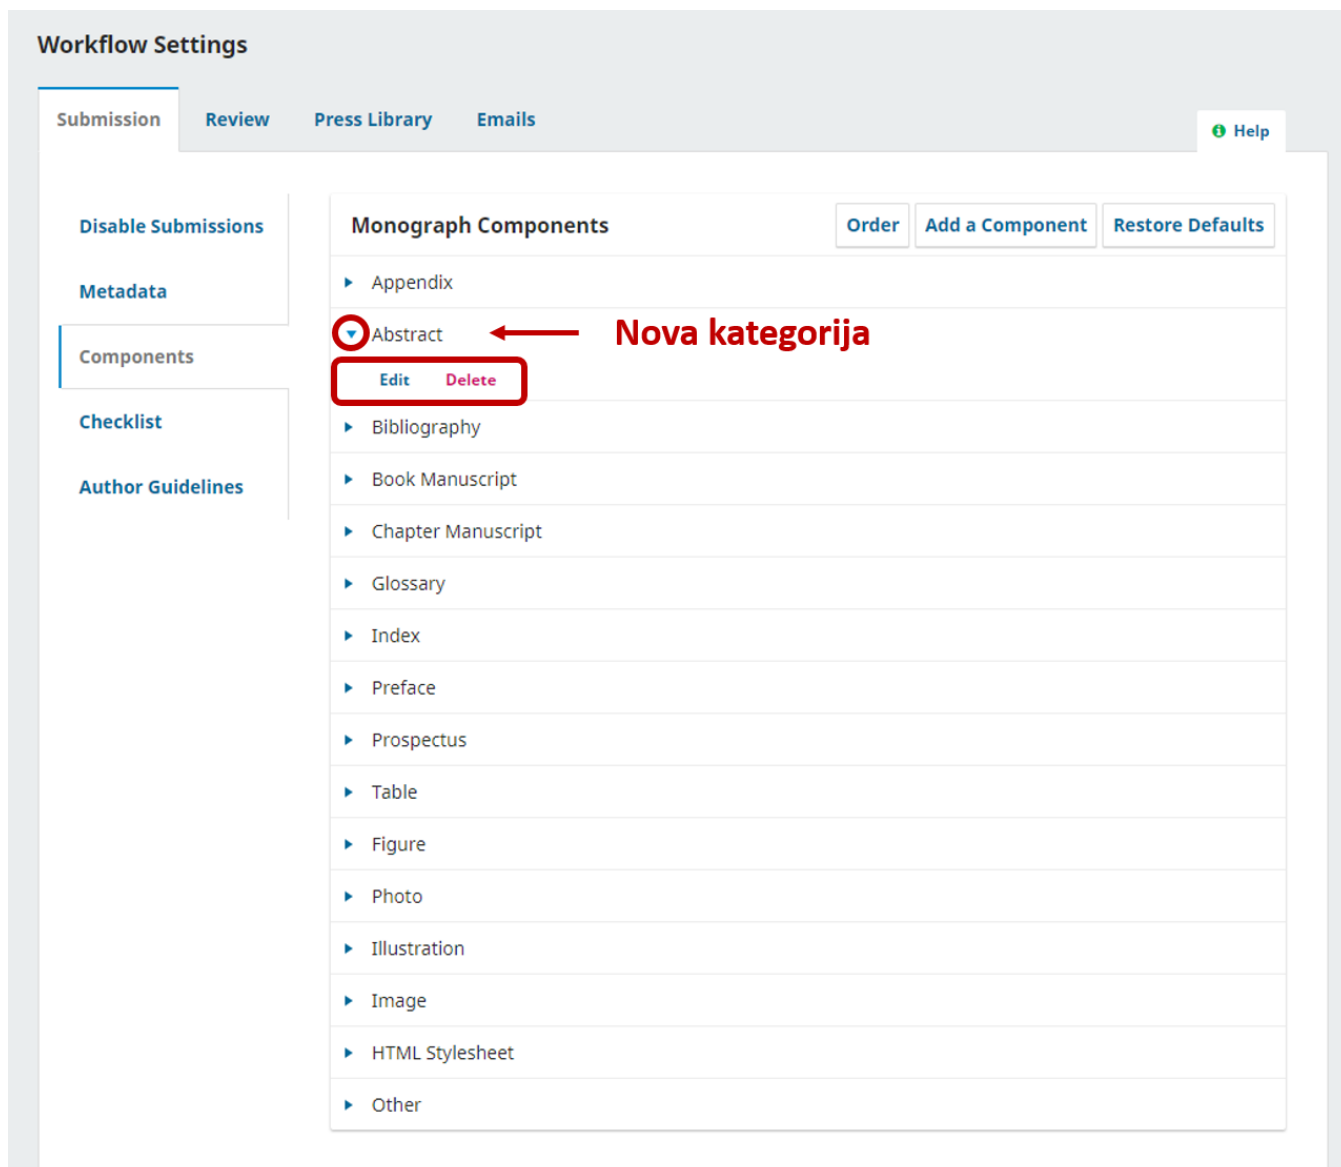 Workflow Settings
Submission Review Press Library Emails
Help
Disable Submissions
Metadata
Components
Checklist
Author Guidelines
Monograph Components Order Add a Component Restore Defaults
Appendix
Abstract Nova kategorija
Edit Delete
Bibliography
Book Manuscript
Chapter Manuscript
Glossary
Index
Preface
Prospectus
Table
Figure
Photo
Illustration
Image
HTML Stylesheet
Other